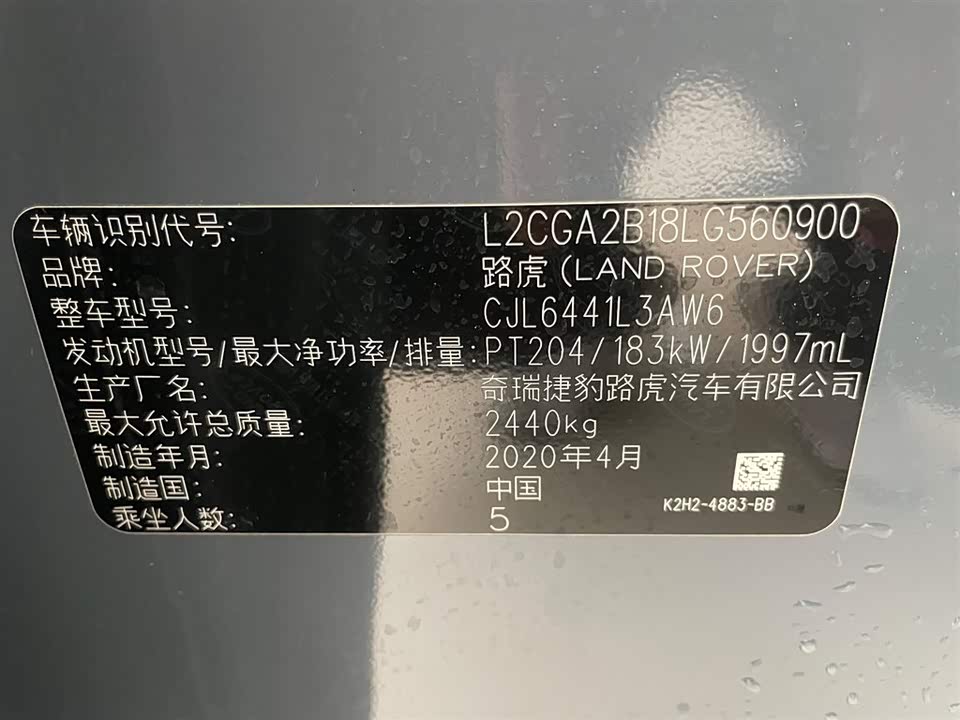 车辆识别代号: L2CGA2B18LG560900
品牌: 路虎 (LAND ROVER)
整车型号: CJL6441L3AW6
发动机型号/最大净功率/排量: PT204/183kW/1997mL
生产厂名: 奇瑞捷豹路虎汽车有限公司
最大允许总质量: 2440kg
制造年月: 2020年4月
制造国: 中国
乘坐人数: 5
K2H2-4883-BB